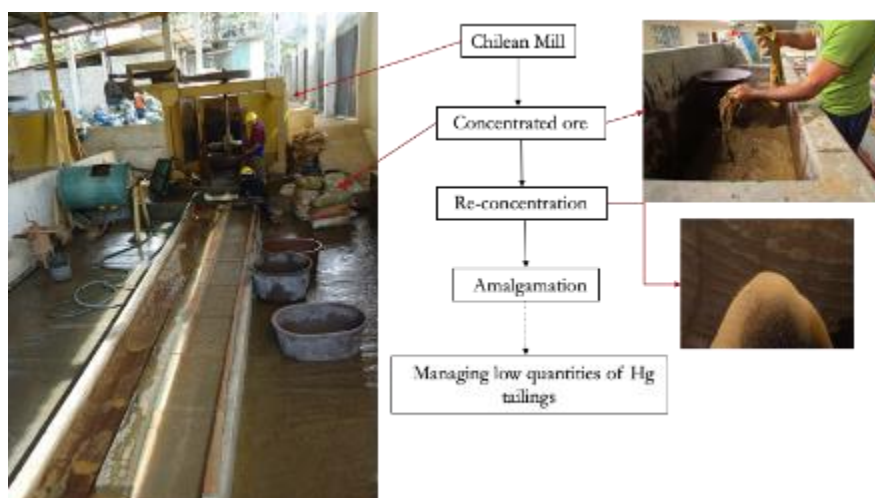 Chilean Mill
Concentrated ore
Re-concentration
Amalgamation
Managing low quantities of Hg
tailings